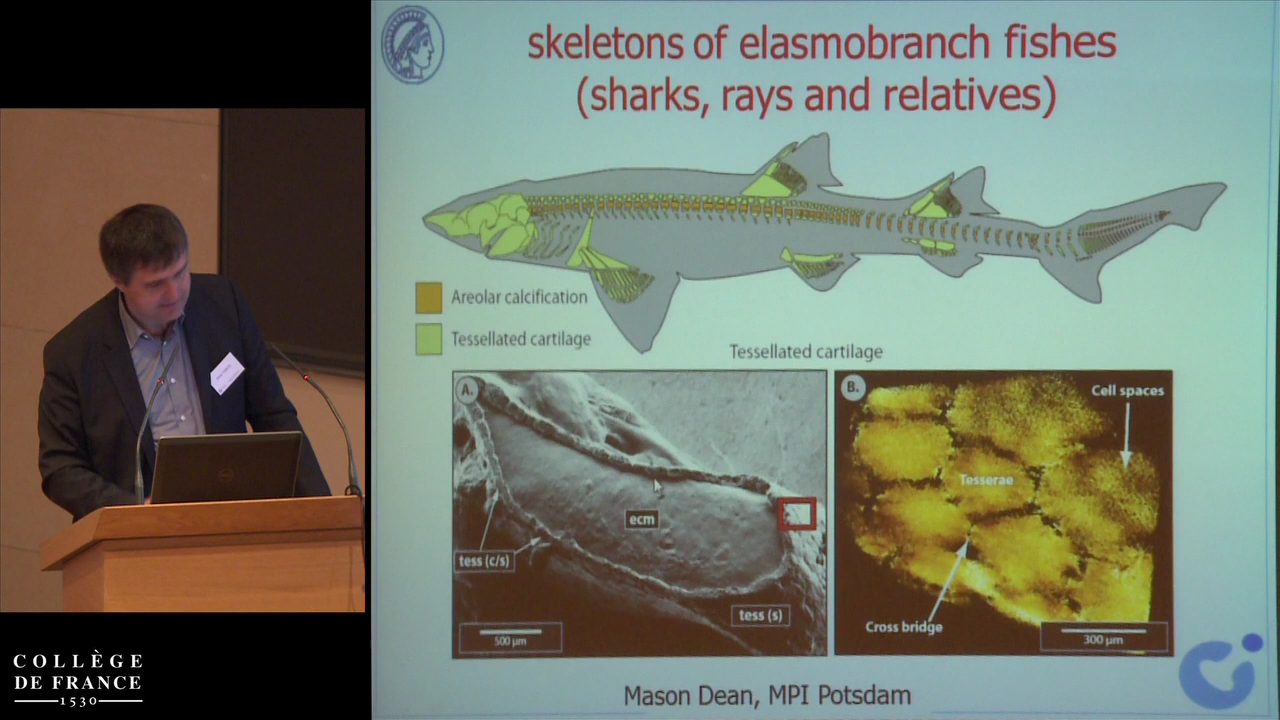 skeletons of elasmobranch fishes
(sharks, rays and relatives)
Areolar calcification
Tessellated cartilage
Tessellated cartilage
A.
ecm
tess (c/s)
tess (s)
500 µm
B.
Cell spaces
Tesserae
Cross bridge
300 µm
Mason Dean, MPI Potsdam
COLLÈGE
DE FRANCE
1530